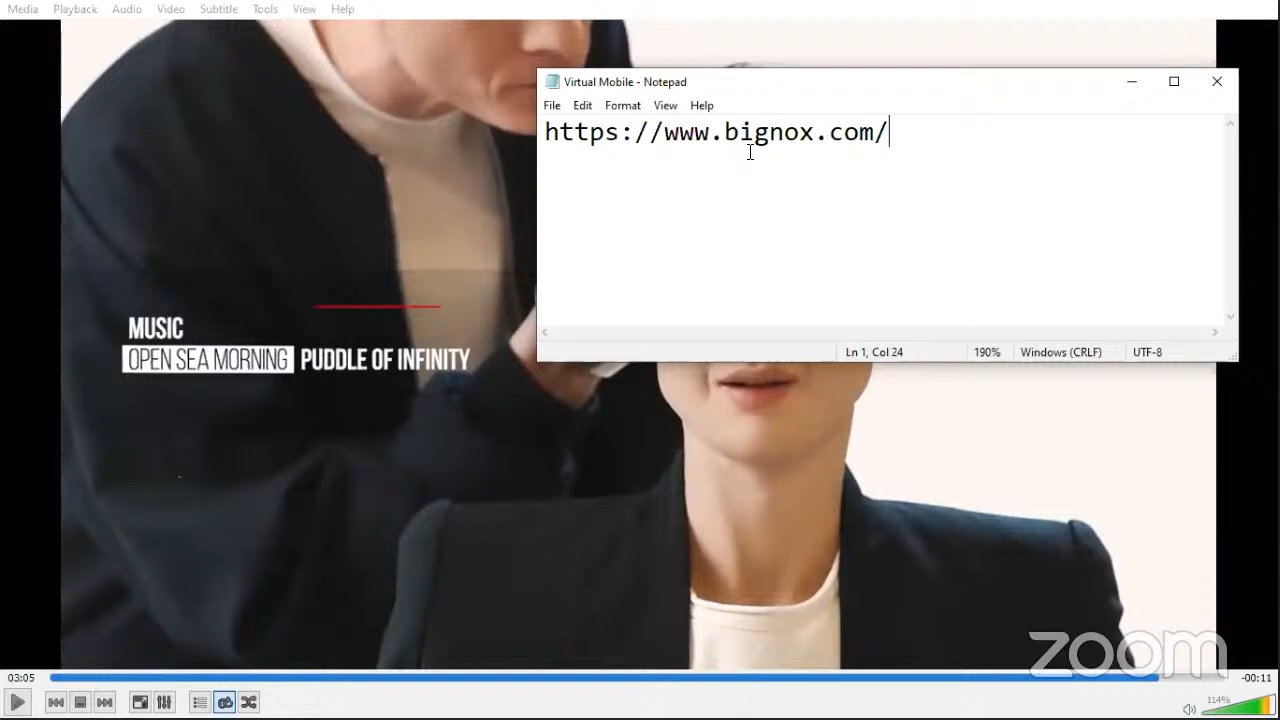 Media Playback Audio Video Subtitle Tools View Help
Virtual Mobile - Notepad
File Edit Format View Help
https://www.bignox.com/
MUSIC
OPEN SEA MORNING PUDDLE OF INFINITY
Ln 1, Col 24 190% Windows (CRLF) UTF-8
zoom
03:05 -00:11
114%